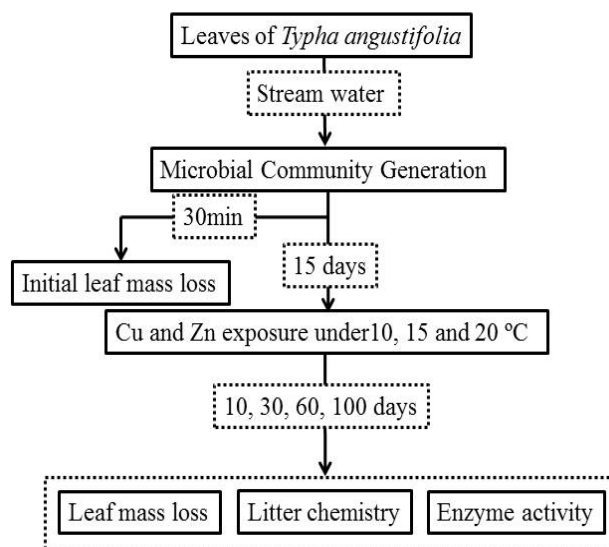 Leaves of Typha angustifolia
Stream water
Microbial Community Generation
30min
Initial leaf mass loss
15 days
Cu and Zn exposure under10, 15 and 20 ºC
10, 30, 60, 100 days
Leaf mass loss
Litter chemistry
Enzyme activity